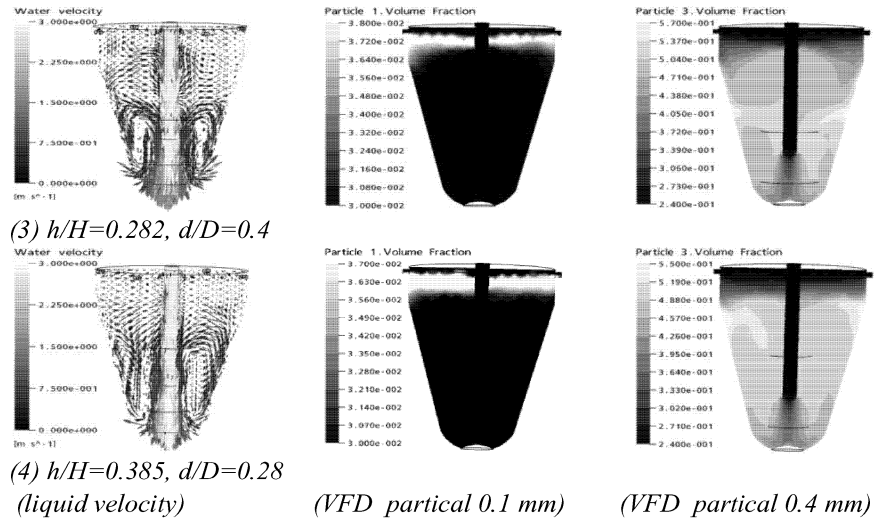 Water velocity
3.000e+000
2.250e+000
1.500e+000
7.500e-001
0.000e+000
[m s^-1]
Particle 1.Volume Fraction
3.800e-002
3.720e-002
3.640e-002
3.560e-002
3.480e-002
3.400e-002
3.320e-002
3.240e-002
3.160e-002
3.080e-002
3.000e-002
Particle 3.Volume Fraction
5.700e-001
5.370e-001
5.040e-001
4.710e-001
4.380e-001
4.050e-001
3.720e-001
3.390e-001
3.060e-001
2.730e-001
2.400e-001
(3) h/H=0.282, d/D=0.4
Water velocity
3.000e+000
2.250e+000
1.500e+000
7.500e-001
0.000e+000
[m s^-1]
Particle 1.Volume Fraction
3.700e-002
3.630e-002
3.560e-002
3.490e-002
3.420e-002
3.350e-002
3.280e-002
3.210e-002
3.140e-002
3.070e-002
3.000e-002
Particle 3.Volume Fraction
5.500e-001
5.190e-001
4.880e-001
4.570e-001
4.260e-001
3.950e-001
3.640e-001
3.330e-001
3.020e-001
2.710e-001
2.400e-001
(4) h/H=0.385, d/D=0.28
(liquid velocity) (VFD partical 0.1 mm) (VFD partical 0.4 mm)